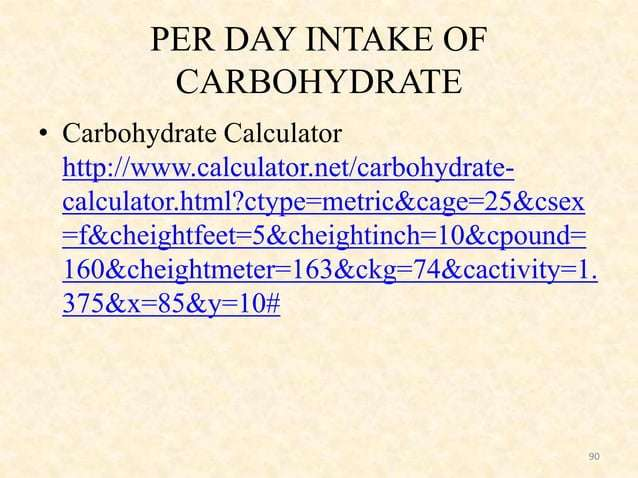 PER DAY INTAKE OF
CARBOHYDRATE
• Carbohydrate Calculator
http://www.calculator.net/carbohydrate-
calculator.html?ctype=metric&cage=25&csex
=f&cheightfeet=5&cheightinch=10&cpound=
160&cheightmeter=163&ckg=74&cactivity=1.
375&x=85&y=10#
90